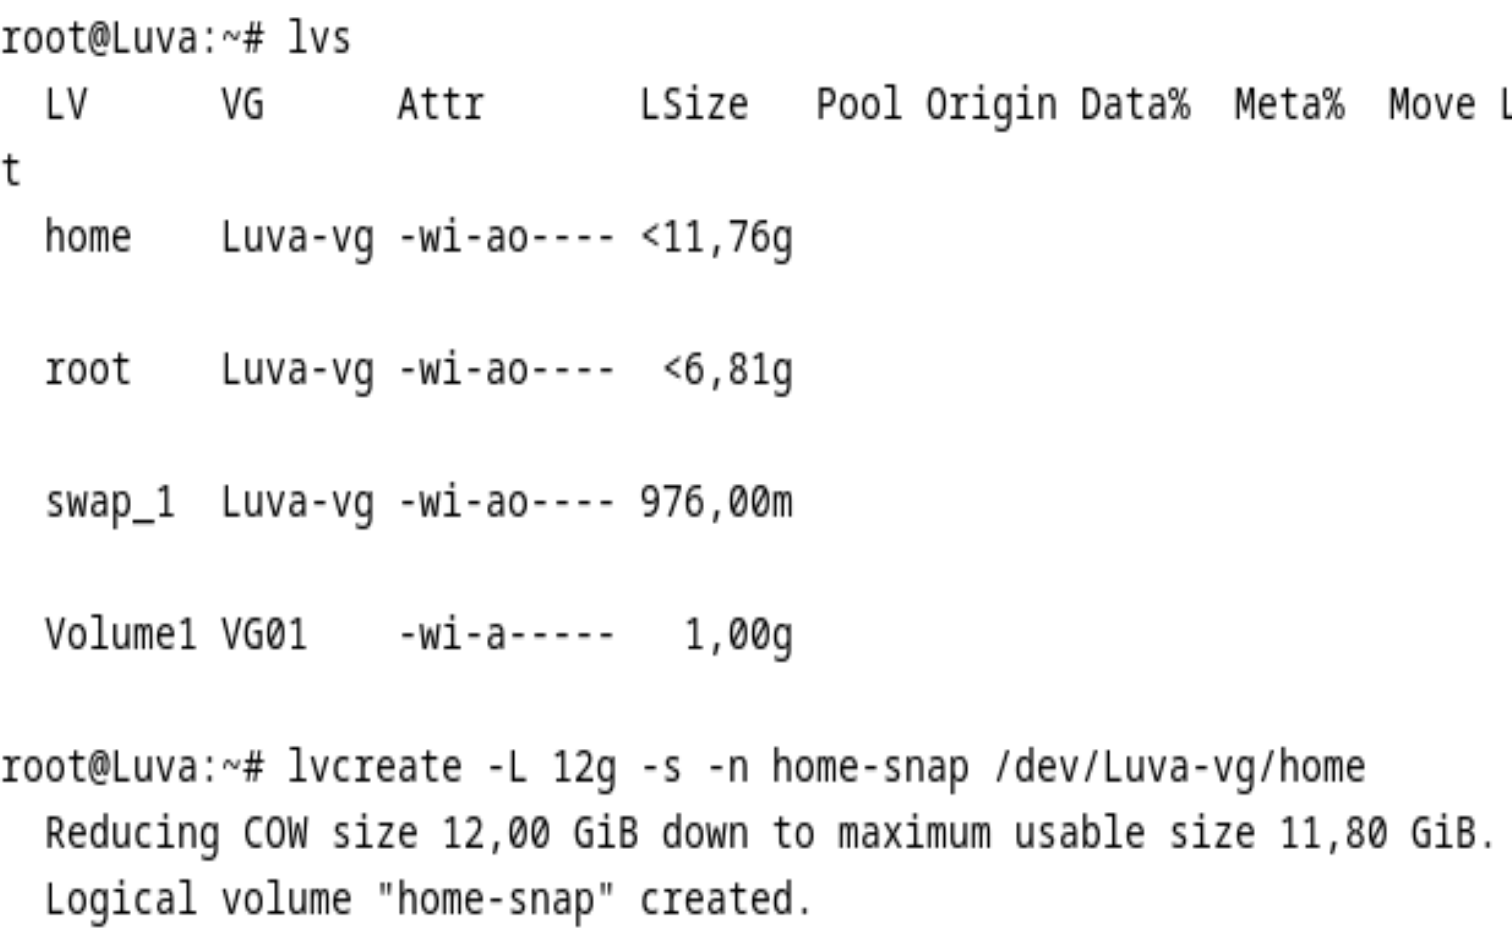 root@Luva:~# lvs
  LV      VG      Attr       LSize   Pool Origin Data%  Meta%  Move L
t
  home    Luva-vg -wi-ao---- <11,76g
  root    Luva-vg -wi-ao----  <6,81g
  swap_1  Luva-vg -wi-ao---- 976,00m
  Volume1 VG01    -wi-a-----   1,00g
root@Luva:~# lvcreate -L 12g -s -n home-snap /dev/Luva-vg/home
  Reducing COW size 12,00 GiB down to maximum usable size 11,80 GiB.
  Logical volume "home-snap" created.